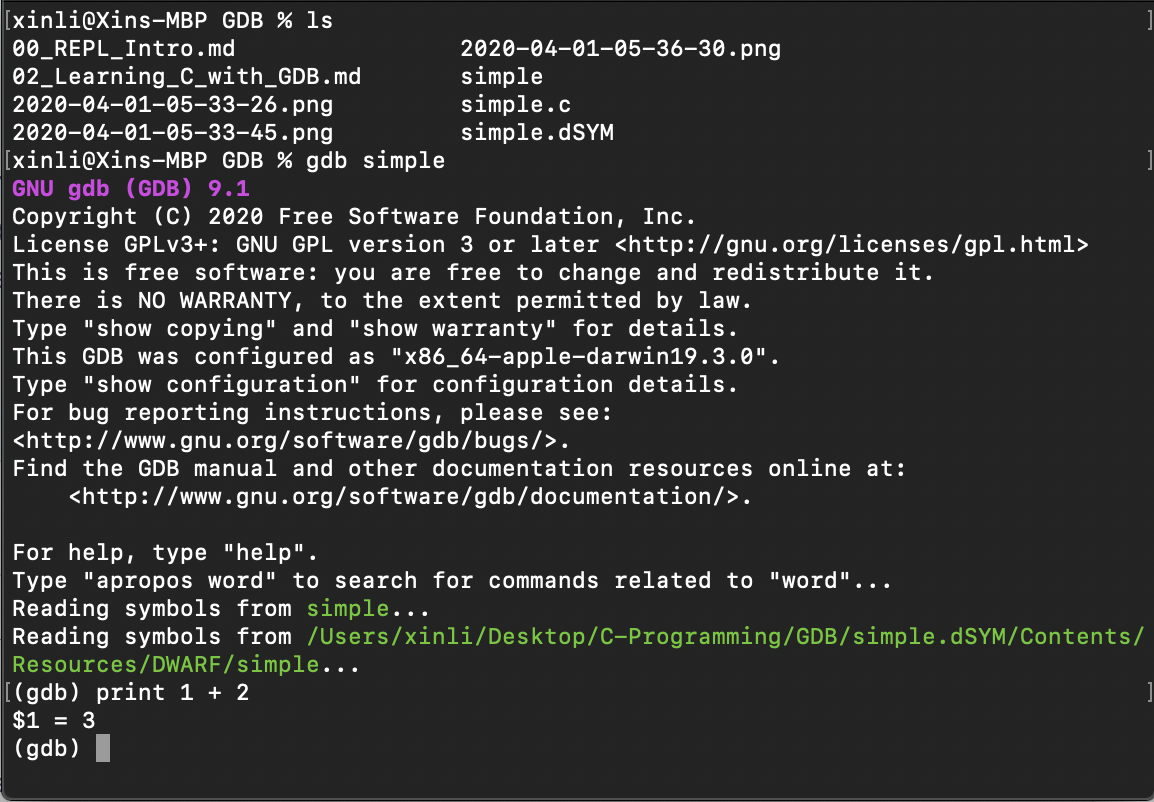 [xinli@Xins-MBP GDB % ls ]
00_REPL_Intro.md 2020-04-01-05-36-30.png
02_Learning_C_with_GDB.md simple
2020-04-01-05-33-26.png simple.c
2020-04-01-05-33-45.png simple.dSYM
[xinli@Xins-MBP GDB % gdb simple ]
GNU gdb (GDB) 9.1
Copyright (C) 2020 Free Software Foundation, Inc.
License GPLv3+: GNU GPL version 3 or later <http://gnu.org/licenses/gpl.html>
This is free software: you are free to change and redistribute it.
There is NO WARRANTY, to the extent permitted by law.
Type "show copying" and "show warranty" for details.
This GDB was configured as "x86_64-apple-darwin19.3.0".
Type "show configuration" for configuration details.
For bug reporting instructions, please see:
<http://www.gnu.org/software/gdb/bugs/>.
Find the GDB manual and other documentation resources online at:
    <http://www.gnu.org/software/gdb/documentation/>.

For help, type "help".
Type "apropos word" to search for commands related to "word"...
Reading symbols from simple...
Reading symbols from /Users/xinli/Desktop/C-Programming/GDB/simple.dSYM/Contents/
Resources/DWARF/simple...
[(gdb) print 1 + 2 ]
$1 = 3
(gdb)